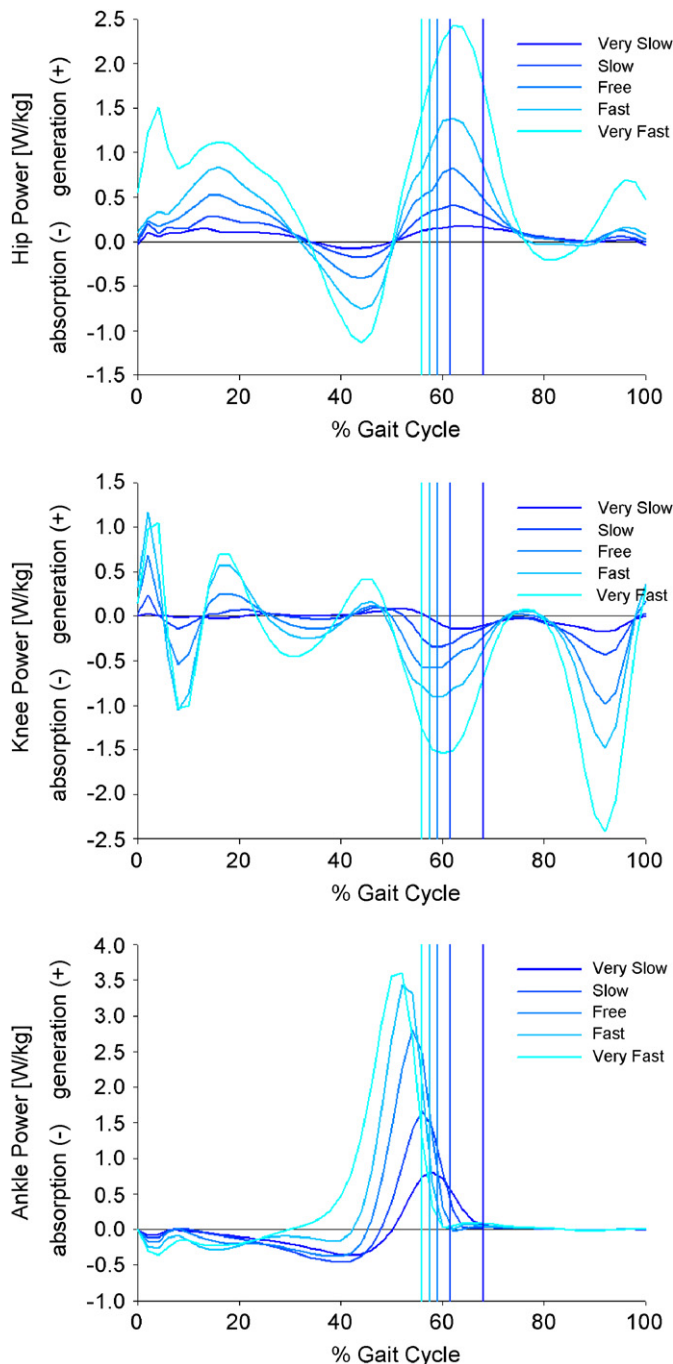 2.5
2.0
1.5
1.0
0.5
0.0
-0.5
-1.0
-1.5
Hip Power [W/kg]
absorption (-) generation (+)
Very Slow
Slow
Free
Fast
Very Fast
0 20 40 60 80 100
% Gait Cycle
1.5
1.0
0.5
0.0
-0.5
-1.0
-1.5
-2.0
-2.5
Knee Power [W/kg]
absorption (-) generation (+)
Very Slow
Slow
Free
Fast
Very Fast
0 20 40 60 80 100
% Gait Cycle
4.0
3.5
3.0
2.5
2.0
1.5
1.0
0.5
0.0
-0.5
-1.0
Ankle Power [W/kg]
absorption (-) generation (+)
Very Slow
Slow
Free
Fast
Very Fast
0 20 40 60 80 100
% Gait Cycle